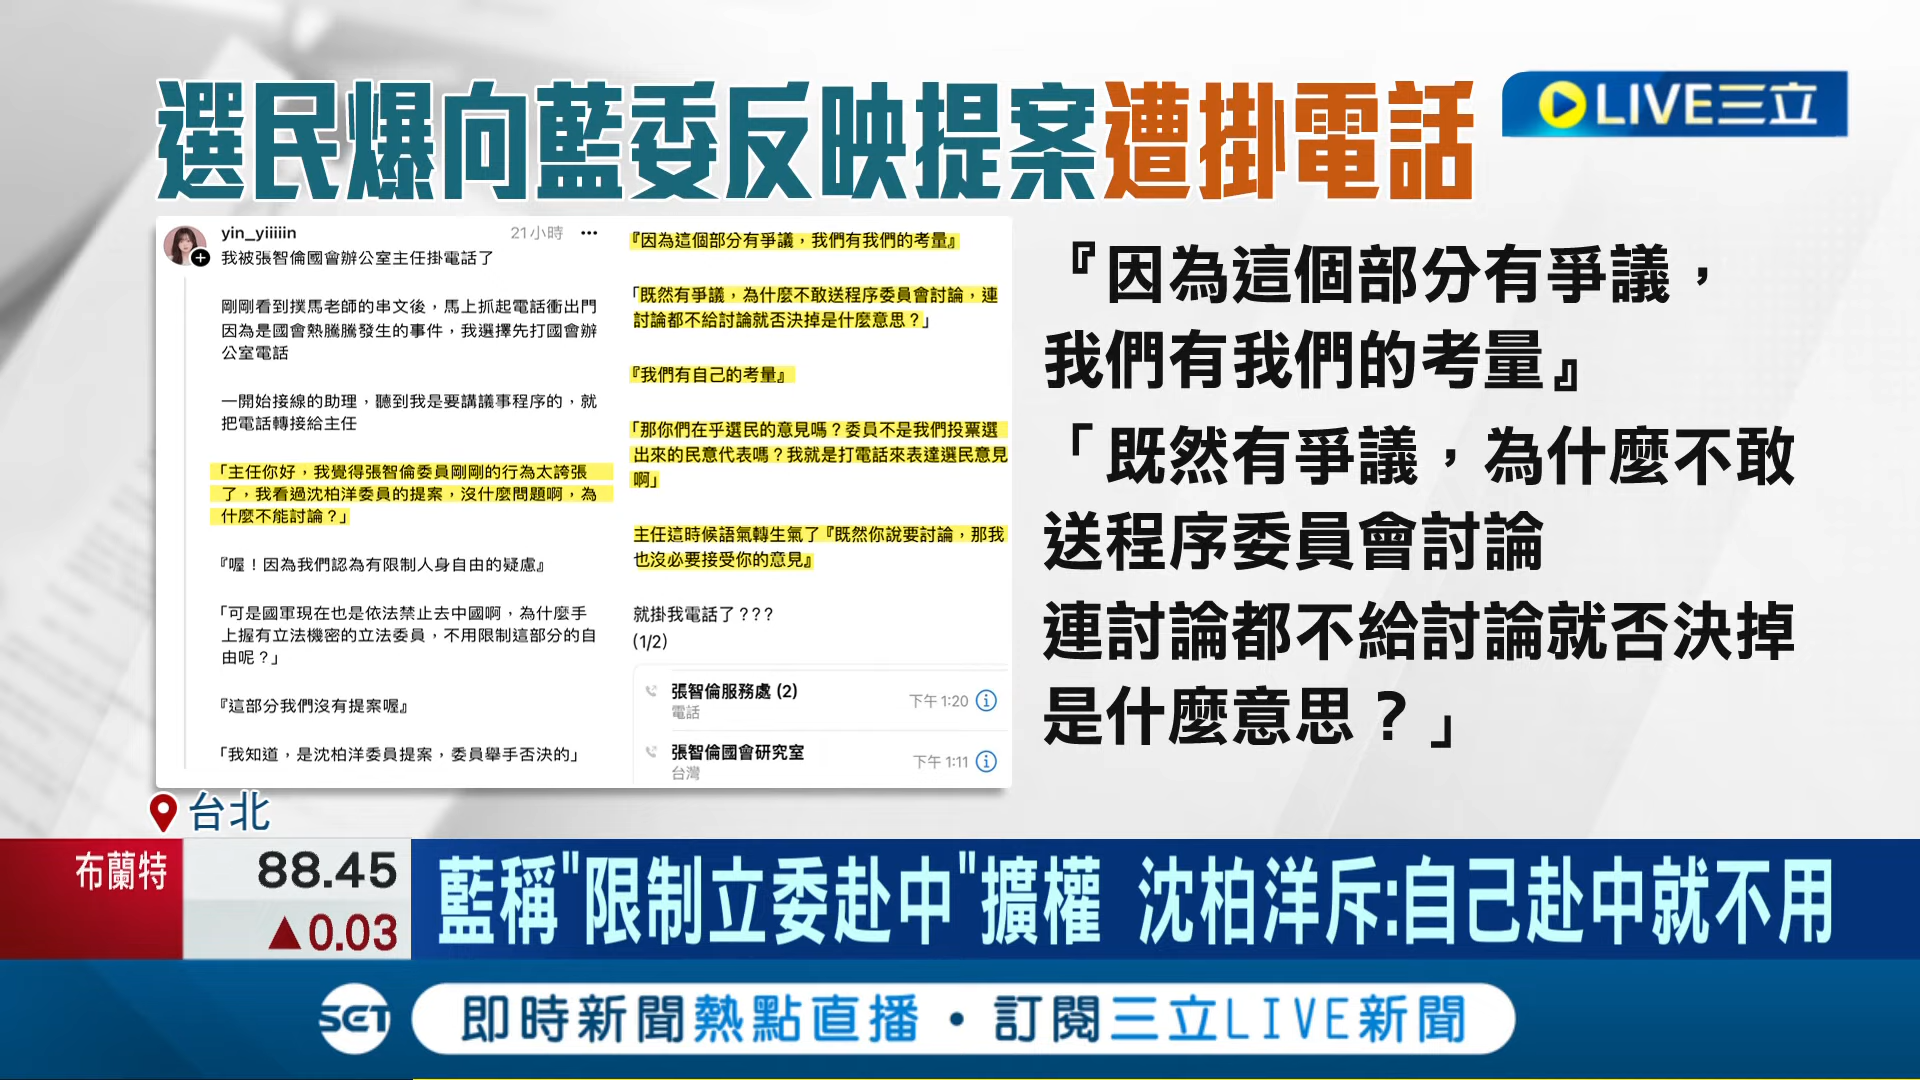 選民爆向藍委反映提案遭掛電話
LIVE三立
yin_yiiiiin
21小時
我被張智倫國會辦公室主任掛電話了
剛剛看到撲馬老師的串文後，馬上抓起電話衝出門
因為是國會熱騰騰發生的事件，我選擇先打國會辦
公室電話
一開始接線的助理，聽到我是要講議事程序的，就
把電話轉接給主任
「主任你好，我覺得張智倫委員剛剛的行為太誇張
了，我看過沈柏洋委員的提案，沒什麼問題啊，為
什麼不能討論？」
『喔！因為我們認為有限制人身自由的疑慮』
「可是國軍現在也是依法禁止去中國啊，為什麼手
上握有立法機密的立法委員，不用限制這部分的自
由呢？」
『這部分我們沒有提案喔』
「我知道，是沈柏洋委員提案，委員舉手否決的」
『因為這個部分有爭議，我們有我們的考量』
「既然有爭議，為什麼不敢送程序委員會討論，連
討論都不給討論就否決掉是什麼意思？」
『我們有自己的考量』
「那你們在乎選民的意見嗎？委員不是我們投票選
出來的民意代表嗎？我就是打電話來表達選民意見
啊」
主任這時候語氣轉生氣了『既然你說要討論，那我
也沒必要接受你的意見』
就掛我電話了？？？
(1/2)
張智倫服務處 (2)
電話
下午 1:20
張智倫國會研究室
台灣
下午 1:11
『因為這個部分有爭議，
我們有我們的考量』
「既然有爭議，為什麼不敢
送程序委員會討論
連討論都不給討論就否決掉
是什麼意思？」
台北
布蘭特
88.45
▲0.03
藍稱"限制立委赴中"擴權 沈柏洋斥:自己赴中就不用
SET
即時新聞熱點直播・訂閱三立LIVE新聞